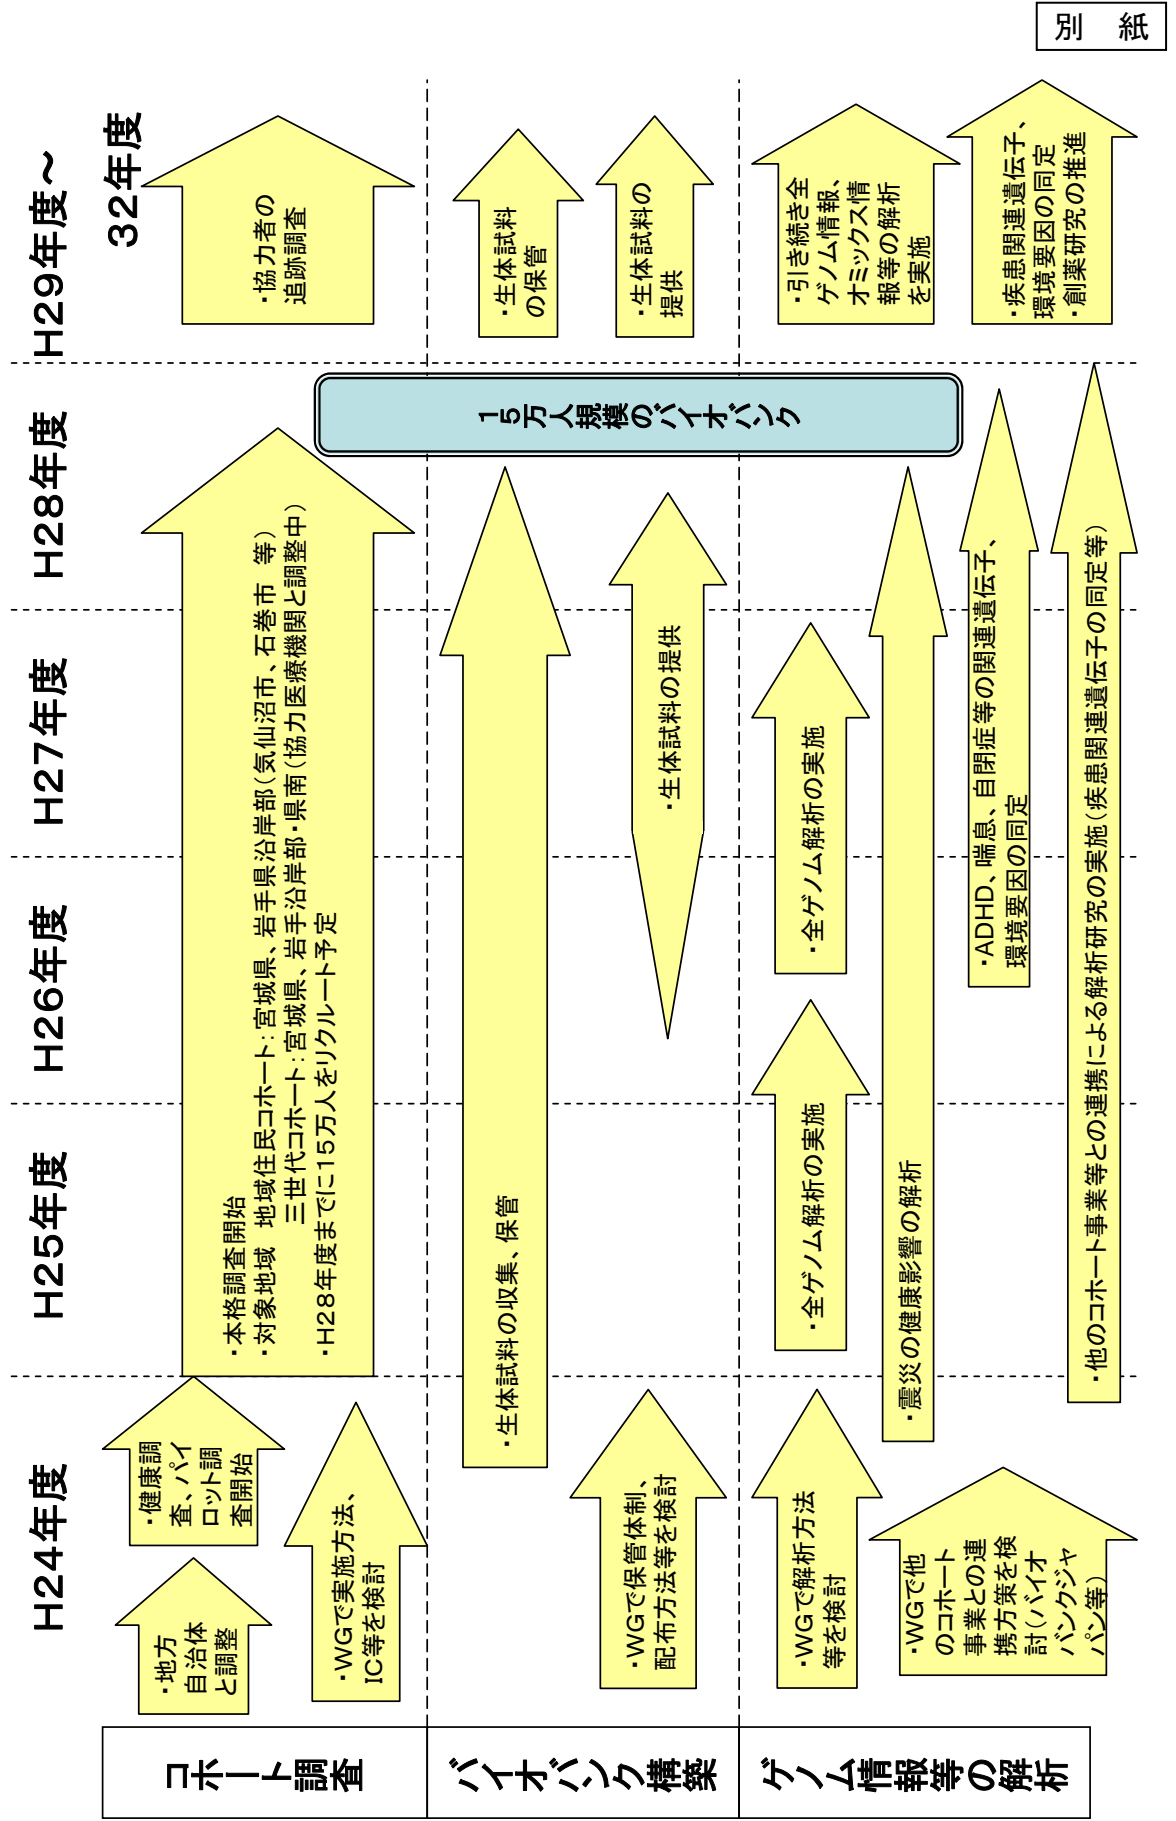 別　紙
H24年度
H25年度
H26年度
H27年度
H28年度
H29年度～
32年度
コホート調査
・地方
自治体
と調整
・健康調
査、パイ
ロット調
査開始
・WGで実施方法、
IC等を検討
・本格調査開始
・対象地域　地域住民コホート：宮城県、岩手県沿岸部（気仙沼市、石巻市　等）
三世代コホート：宮城県、岩手沿岸部・県南（協力医療機関と調整中）
・H28年度までに15万人をリクルート予定
・協力者の
追跡調査
バイオバンク構築
・生体試料の収集、保管
・WGで保管体制、
配布方法等を検討
・生体試料の提供
・生体試料
の保管
・生体試料の
提供
15万人規模のバイオバンク
ゲノム情報等の解析
・WGで解析方法
等を検討
・全ゲノム解析の実施
・全ゲノム解析の実施
・震災の健康影響の解析
・WGで他
のコホート
事業との連
携方策を検
討（バイオ
バンクジャ
パン等）
・ADHD、喘息、自閉症等の関連遺伝子、
環境要因の同定
・他のコホート事業等との連携による解析研究の実施（疾患関連遺伝子の同定等）
・引き続き全
ゲノム情報、
オミックス情
報等の解析
を実施
・疾患関連遺伝子、
環境要因の同定
・創薬研究の推進